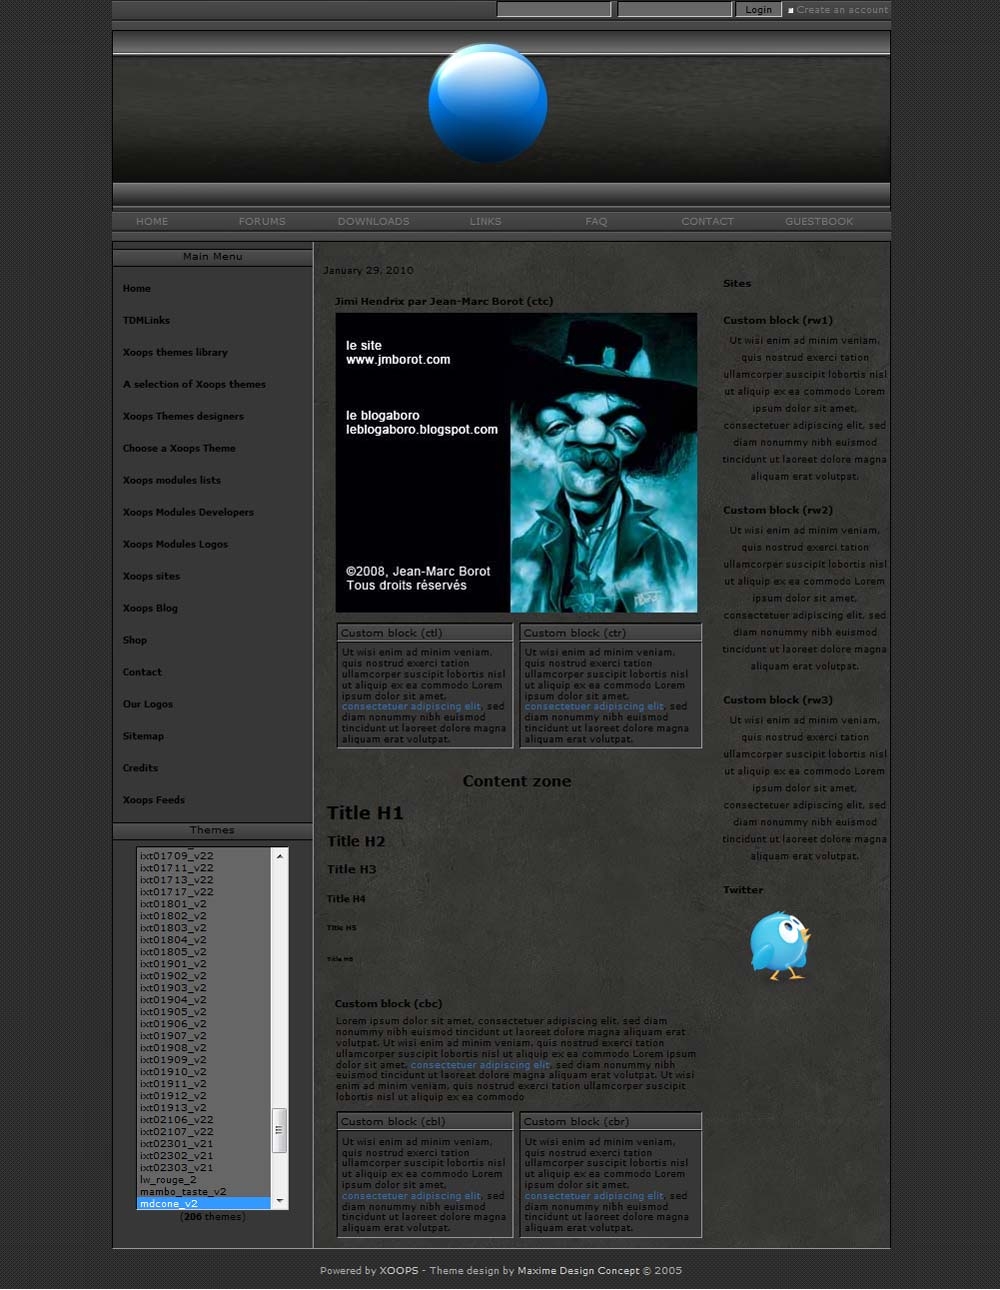 Login
Create an account
HOME FORUMS DOWNLOADS LINKS FAQ CONTACT GUESTBOOK
Main Menu
Home
TDMLinks
Xoops themes library
A selection of Xoops themes
Xoops Themes designers
Choose a Xoops Theme
Xoops modules lists
Xoops Modules Developers
Xoops Modules Logos
Xoops sites
Xoops Blog
Shop
Contact
Our Logos
Sitemap
Credits
Xoops Feeds
Themes
ixt01709_v22
ixt01711_v22
ixt01713_v22
ixt01717_v22
ixt01801_v2
ixt01802_v2
ixt01803_v2
ixt01804_v2
ixt01805_v2
ixt01901_v2
ixt01902_v2
ixt01903_v2
ixt01904_v2
ixt01905_v2
ixt01906_v2
ixt01907_v2
ixt01908_v2
ixt01909_v2
ixt01910_v2
ixt01911_v2
ixt01912_v2
ixt01913_v2
ixt02106_v22
ixt02107_v22
ixt02301_v21
ixt02302_v21
ixt02303_v21
lw_rouge_2
mambo_taste_v2
mdcone_v2
(206 themes)
January 29, 2010
Jimi Hendrix par Jean-Marc Borot (ctc)
le site
www.jmborot.com
le blogaboro
leblogaboro.blogspot.com
©2008, Jean-Marc Borot
Tous droits réservés
Custom block (ctl)
Ut wisi enim ad minim veniam,
quis nostrud exerci tation
ullamcorper suscipit lobortis nisl
ut aliquip ex ea commodo Lorem
ipsum dolor sit amet,
consectetuer adipiscing elit, sed
diam nonummy nibh euismod
tincidunt ut laoreet dolore magna
aliquam erat volutpat.
Custom block (ctr)
Ut wisi enim ad minim veniam,
quis nostrud exerci tation
ullamcorper suscipit lobortis nisl
ut aliquip ex ea commodo Lorem
ipsum dolor sit amet,
consectetuer adipiscing elit, sed
diam nonummy nibh euismod
tincidunt ut laoreet dolore magna
aliquam erat volutpat.
Content zone
Title H1
Title H2
Title H3
Title H4
Title H5
Title H6
Custom block (cbc)
Lorem ipsum dolor sit amet, consectetuer adipiscing elit, sed diam
nonummy nibh euismod tincidunt ut laoreet dolore magna aliquam erat
volutpat. Ut wisi enim ad minim veniam, quis nostrud exerci tation
ullamcorper suscipit lobortis nisl ut aliquip ex ea commodo Lorem ipsum
dolor sit amet, consectetuer adipiscing elit, sed diam nonummy nibh
euismod tincidunt ut laoreet dolore magna aliquam erat volutpat. Ut wisi
enim ad minim veniam, quis nostrud exerci tation ullamcorper suscipit
lobortis nisl ut aliquip ex ea commodo
Custom block (cbl)
Ut wisi enim ad minim veniam,
quis nostrud exerci tation
ullamcorper suscipit lobortis nisl
ut aliquip ex ea commodo Lorem
ipsum dolor sit amet,
consectetuer adipiscing elit, sed
diam nonummy nibh euismod
tincidunt ut laoreet dolore magna
aliquam erat volutpat.
Custom block (cbr)
Ut wisi enim ad minim veniam,
quis nostrud exerci tation
ullamcorper suscipit lobortis nisl
ut aliquip ex ea commodo Lorem
ipsum dolor sit amet,
consectetuer adipiscing elit, sed
diam nonummy nibh euismod
tincidunt ut laoreet dolore magna
aliquam erat volutpat.
Sites
Custom block (rw1)
Ut wisi enim ad minim veniam,
quis nostrud exerci tation
ullamcorper suscipit lobortis nisl
ut aliquip ex ea commodo Lorem
ipsum dolor sit amet,
consectetuer adipiscing elit, sed
diam nonummy nibh euismod
tincidunt ut laoreet dolore magna
aliquam erat volutpat.
Custom block (rw2)
Ut wisi enim ad minim veniam,
quis nostrud exerci tation
ullamcorper suscipit lobortis nisl
ut aliquip ex ea commodo Lorem
ipsum dolor sit amet,
consectetuer adipiscing elit, sed
diam nonummy nibh euismod
tincidunt ut laoreet dolore magna
aliquam erat volutpat.
Custom block (rw3)
Ut wisi enim ad minim veniam,
quis nostrud exerci tation
ullamcorper suscipit lobortis nisl
ut aliquip ex ea commodo Lorem
ipsum dolor sit amet,
consectetuer adipiscing elit, sed
diam nonummy nibh euismod
tincidunt ut laoreet dolore magna
aliquam erat volutpat.
Twitter
Powered by XOOPS - Theme design by Maxime Design Concept © 2005